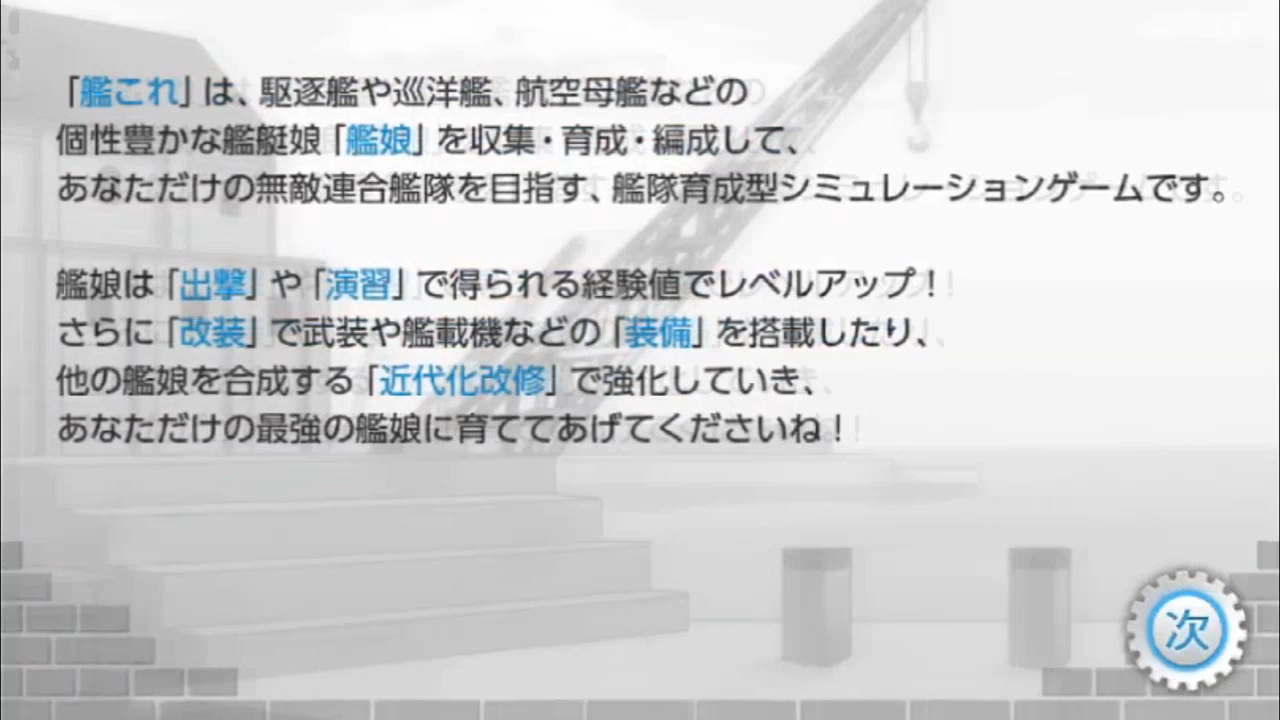 「艦これ」は、駆逐艦や巡洋艦、航空母艦などの
個性豊かな艦艇娘「艦娘」を収集・育成・編成して、
あなただけの無敵連合艦隊を目指す、艦隊育成型シミュレーションゲームです。
艦娘は「出撃」や「演習」で得られる経験値でレベルアップ！
さらに「改装」で武装や艦載機などの「装備」を搭載したり、
他の艦娘を合成する「近代化改修」で強化していき、
あなただけの最強の艦娘に育ててあげてくださいね！
次